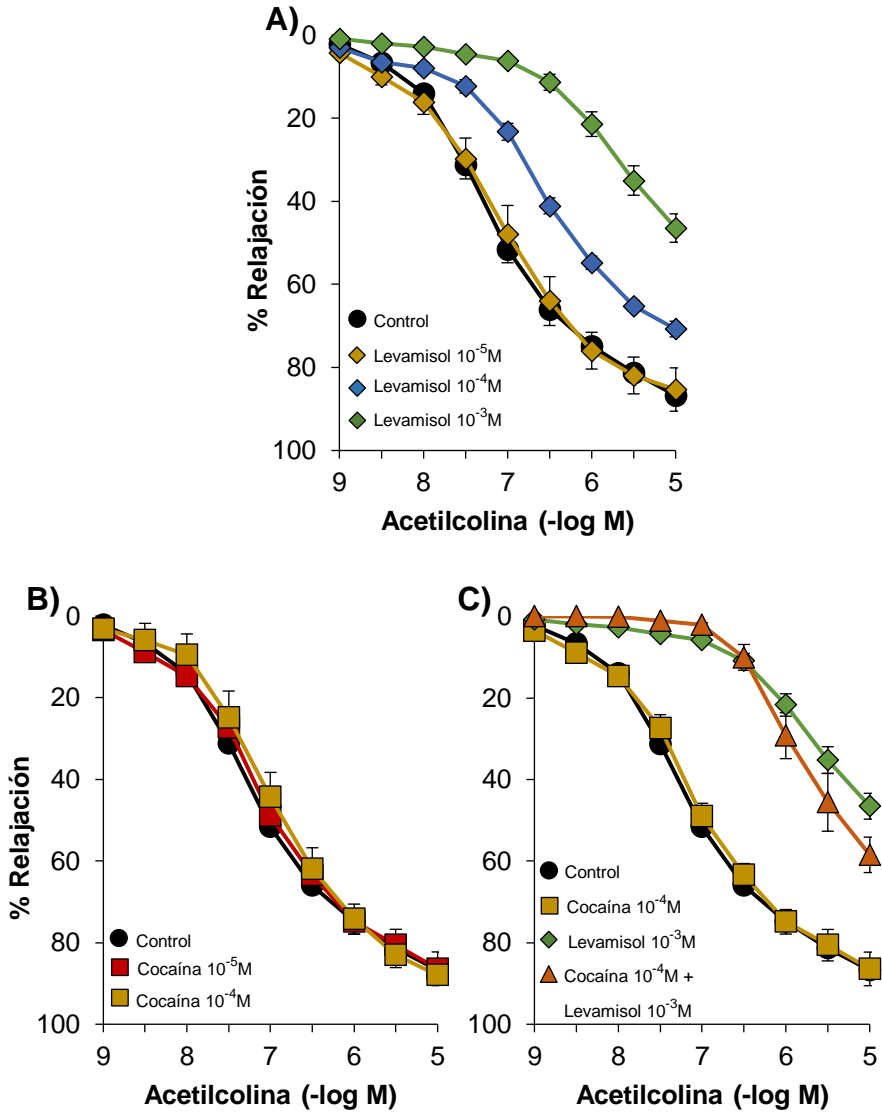 A)
0
20
40
60
80
100
% Relajación
Control
Levamisol 10⁻⁵M
Levamisol 10⁻⁴M
Levamisol 10⁻³M
9 8 7 6 5
Acetilcolina (-log M)
B)
0
20
40
60
80
100
% Relajación
Control
Cocaína 10⁻⁵M
Cocaína 10⁻⁴M
9 8 7 6 5
Acetilcolina (-log M)
C)
0
20
40
60
80
100
Control
Cocaína 10⁻⁴M
Levamisol 10⁻³M
Cocaína 10⁻⁴M +
Levamisol 10⁻³M
9 8 7 6 5
Acetilcolina (-log M)